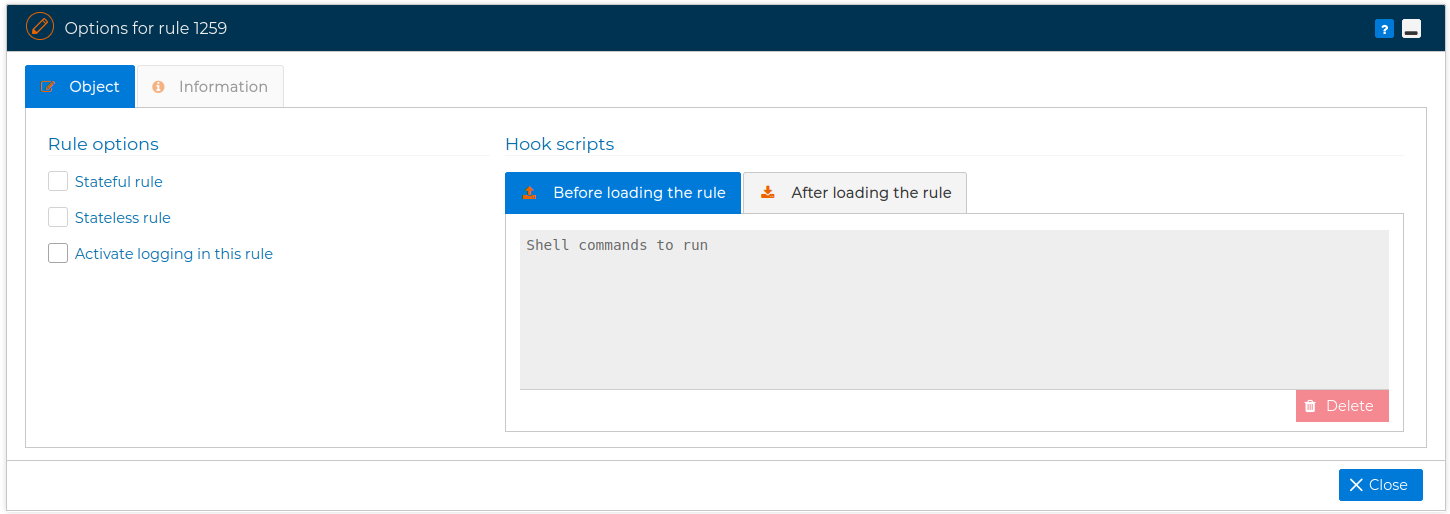 Options for rule 1259
?
Object
Information
Rule options
Stateful rule
Stateless rule
Activate logging in this rule
Hook scripts
Before loading the rule
After loading the rule
Shell commands to run
Delete
Close